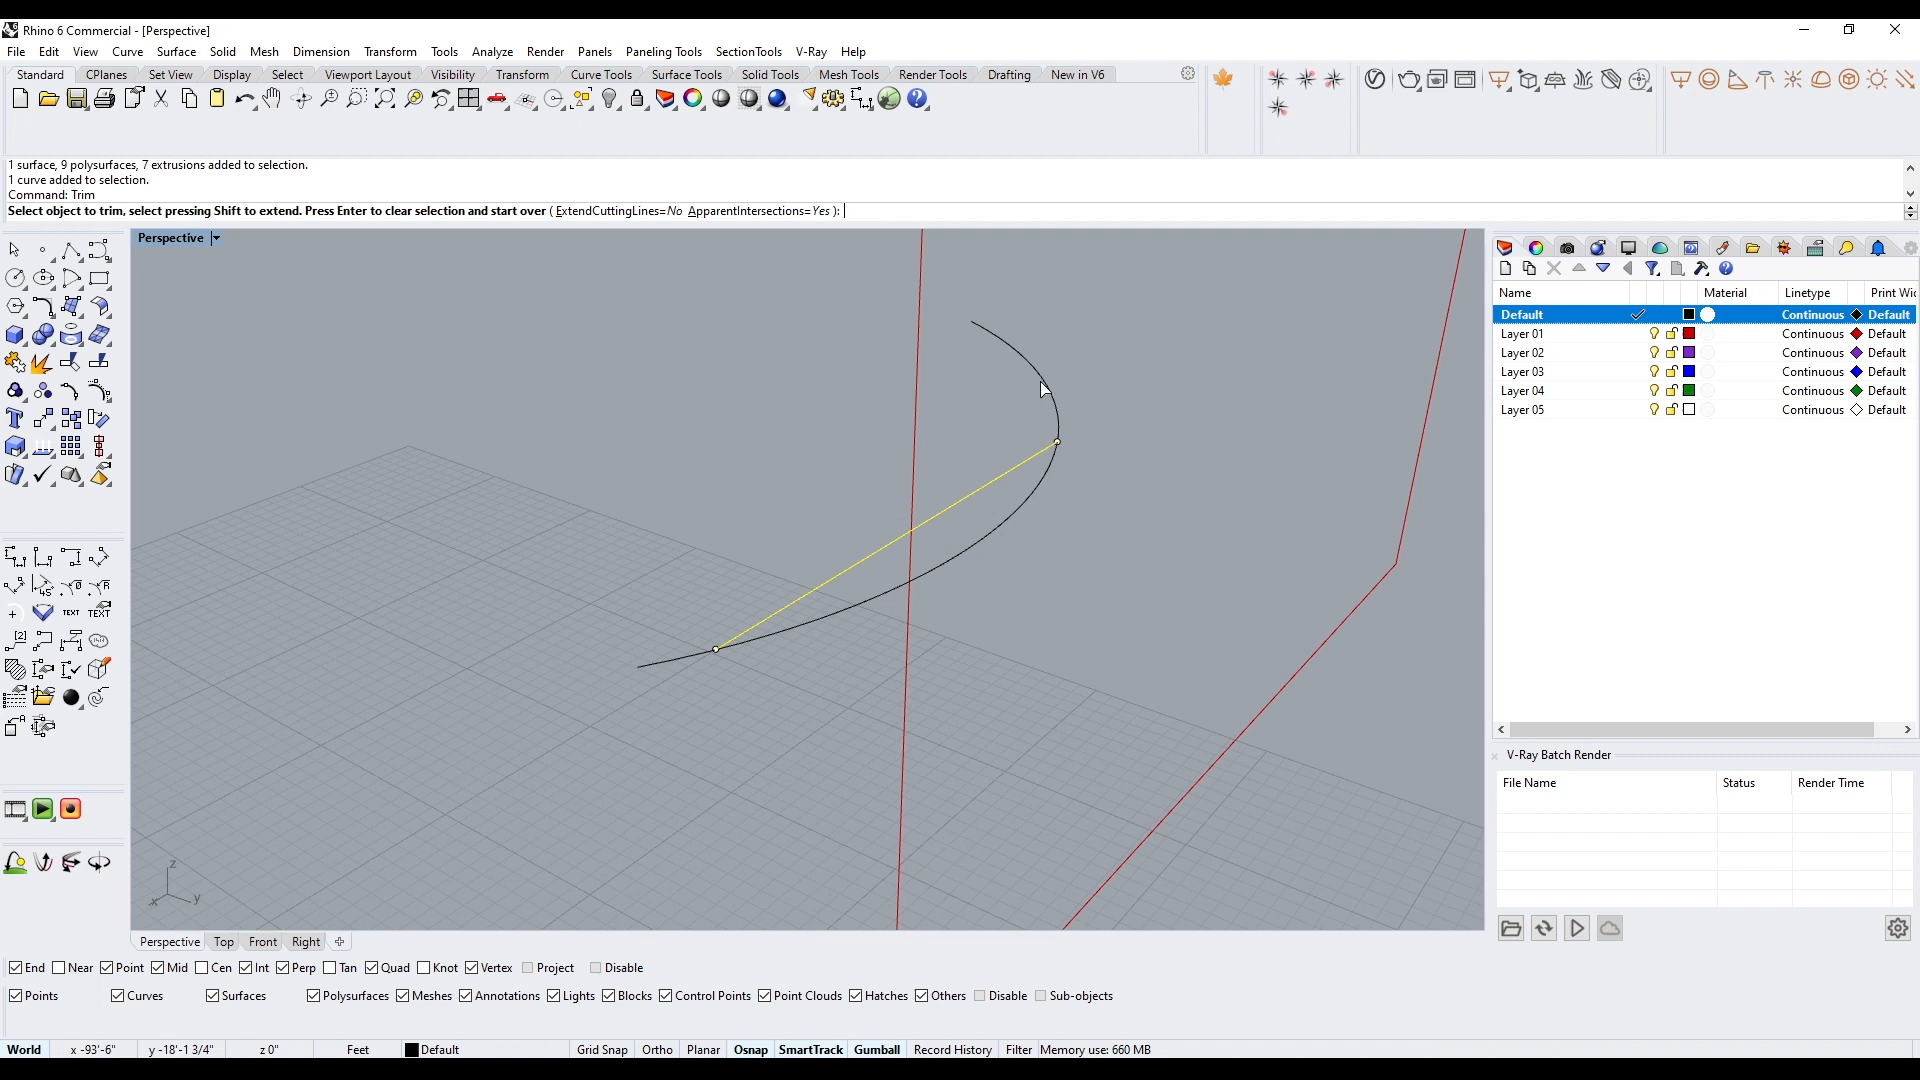 Rhino 6 Commercial - [Perspective]
File Edit View Curve Surface Solid Mesh Dimension Transform Tools Analyze Render Panels Paneling Tools SectionTools V-Ray Help
Standard CPlanes Set View Display Select Viewport Layout Visibility Transform Curve Tools Surface Tools Solid Tools Mesh Tools Render Tools Drafting New in V6
1 surface, 9 polysurfaces, 7 extrusions added to selection.
1 curve added to selection.
Command: Trim
Select object to trim, select pressing Shift to extend. Press Enter to clear selection and start over ( ExtendCuttingLines=No ApparentIntersections=Yes ):
Perspective
Name Material Linetype Print Wi
Default Continuous Default
Layer 01 Continuous Default
Layer 02 Continuous Default
Layer 03 Continuous Default
Layer 04 Continuous Default
Layer 05 Continuous Default
TEXT TEXT
V-Ray Batch Render
File Name Status Render Time
z
x y
Perspective Top Front Right
End Near Point Mid Cen Int Perp Tan Quad Knot Vertex Project Disable
Points Curves Surfaces Polysurfaces Meshes Annotations Lights Blocks Control Points Point Clouds Hatches Others Disable Sub-objects
World x -93'-6" y -18'-1 3/4" z 0" Feet Default Grid Snap Ortho Planar Osnap SmartTrack Gumball Record History Filter Memory use: 660 MB